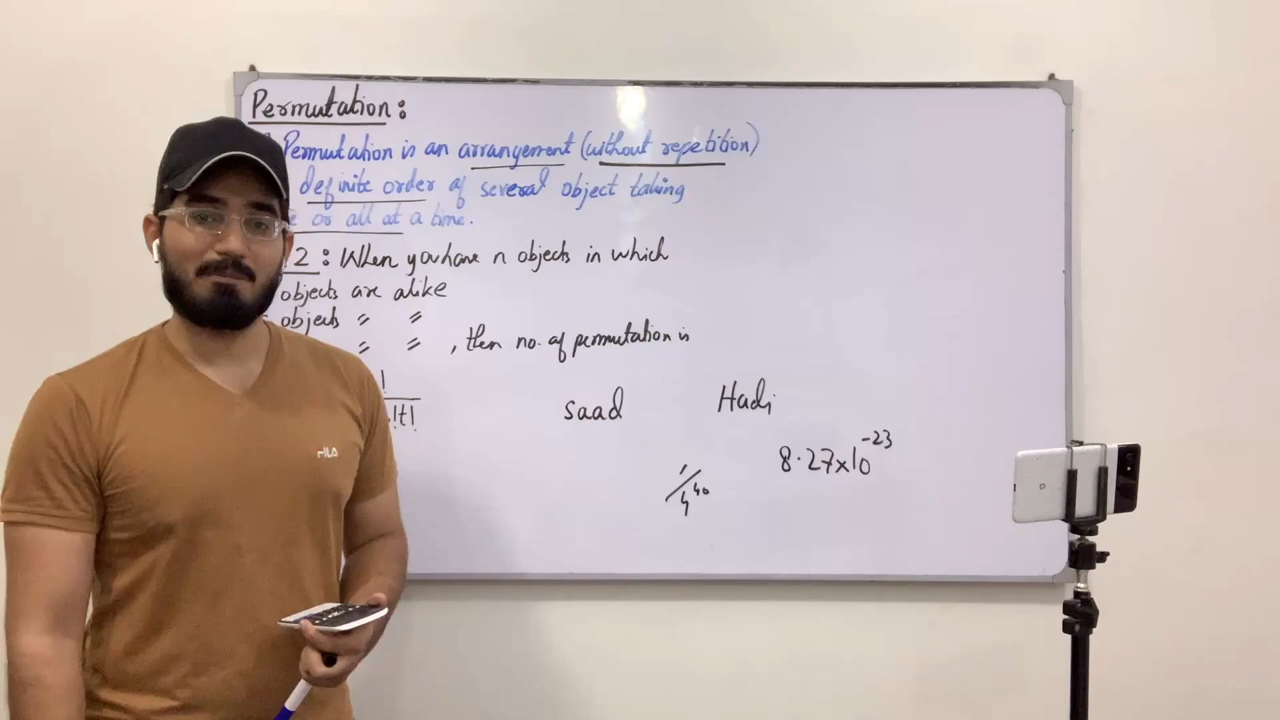 Permutation:
Permutation is an arrangement (without repetition)
definite order of several object taking
or all at a time.
2: When you have n objects in which
objects are alike
objects " "
" " , then no. of permutation is
!
!t!
saad Hadi
8.27x10^-23
1/4^40
FILA